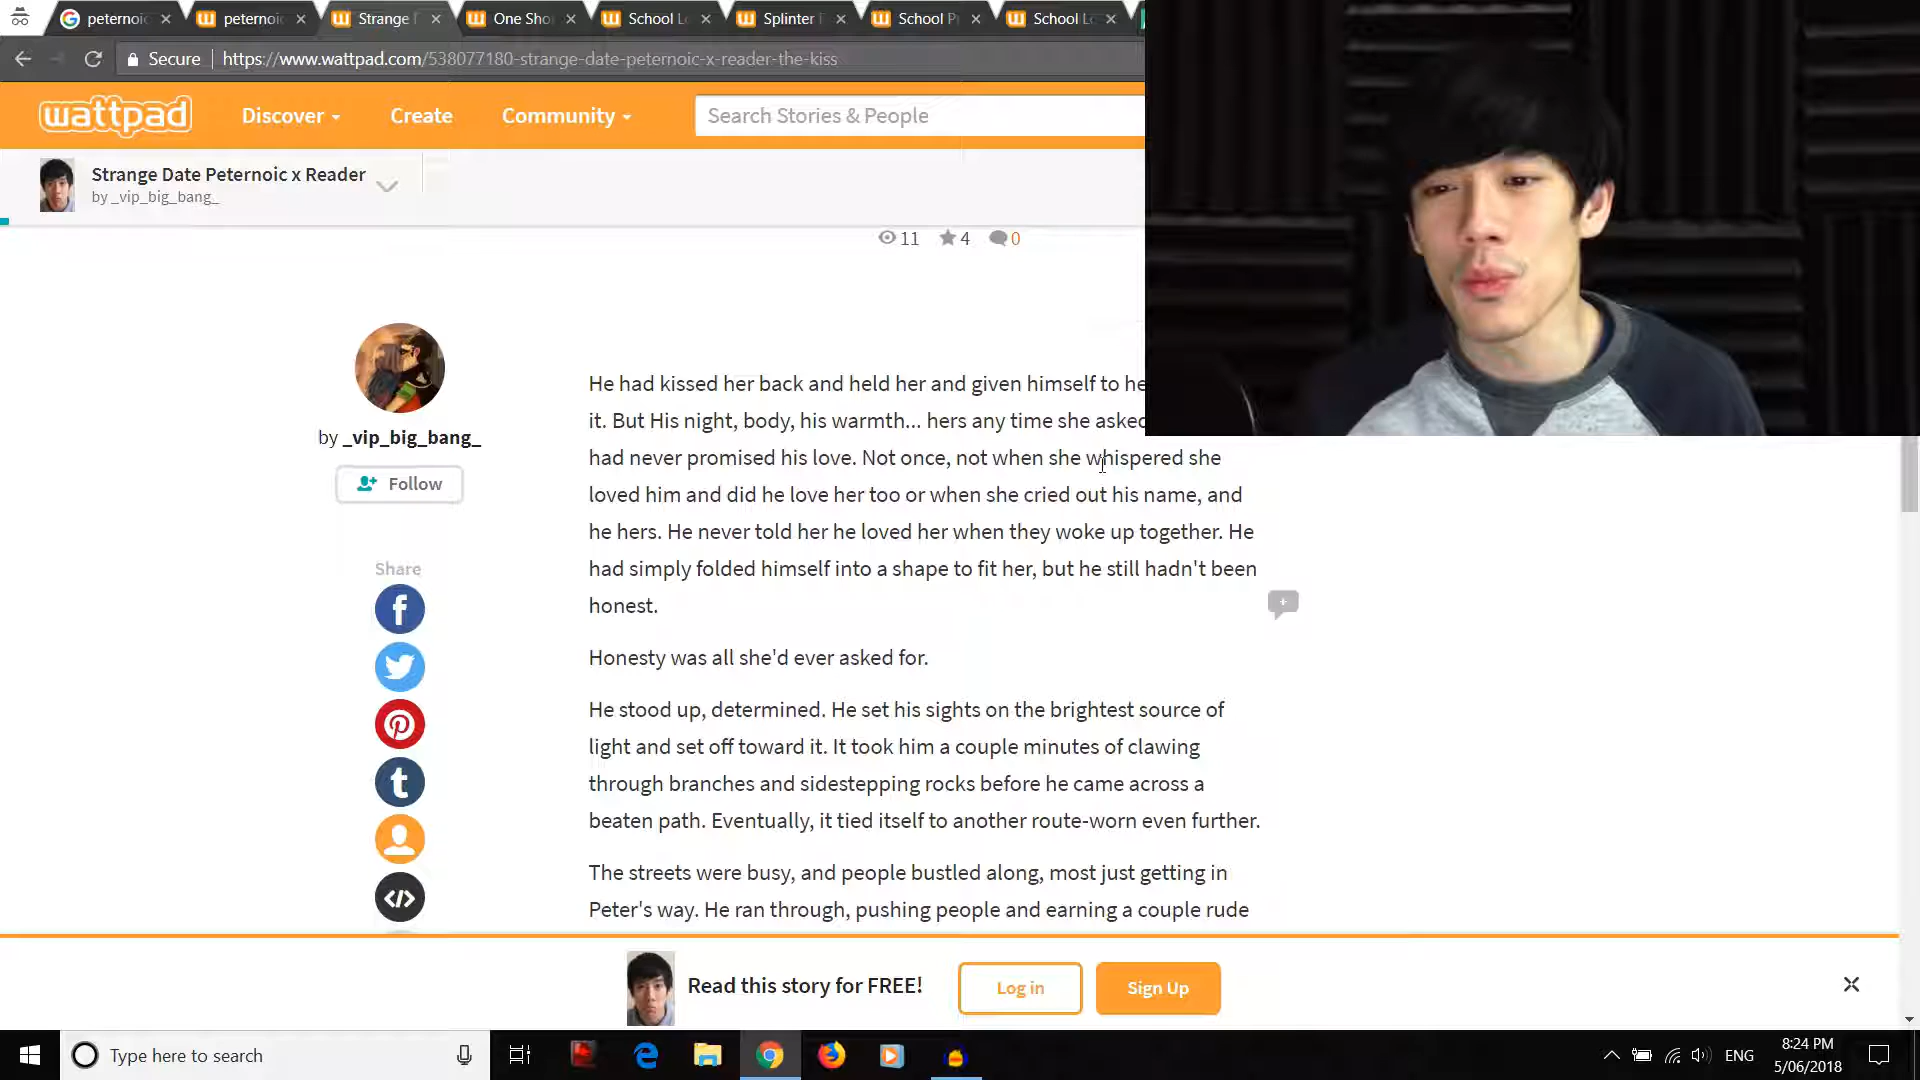 peternoic
peternoic
Strange
One Sho
School L
Splinter
School P
School L
Secure
https://www.wattpad.com/538077180-strange-date-peternoic-x-reader-the-kiss
wattpad
Discover
Create
Community
Search Stories & People
Strange Date Peternoic x Reader
by _vip_big_bang_
11
4
0
by _vip_big_bang_
Follow
Share
He had kissed her back and held her and given himself to he
it. But His night, body, his warmth... hers any time she asked
had never promised his love. Not once, not when she whispered she
loved him and did he love her too or when she cried out his name, and
he hers. He never told her he loved her when they woke up together. He
had simply folded himself into a shape to fit her, but he still hadn't been
honest.
Honesty was all she'd ever asked for.
He stood up, determined. He set his sights on the brightest source of
light and set off toward it. It took him a couple minutes of clawing
through branches and sidestepping rocks before he came across a
beaten path. Eventually, it tied itself to another route-worn even further.
The streets were busy, and people bustled along, most just getting in
Peter's way. He ran through, pushing people and earning a couple rude
Read this story for FREE!
Log in
Sign Up
Type here to search
ENG
8:24 PM
5/06/2018